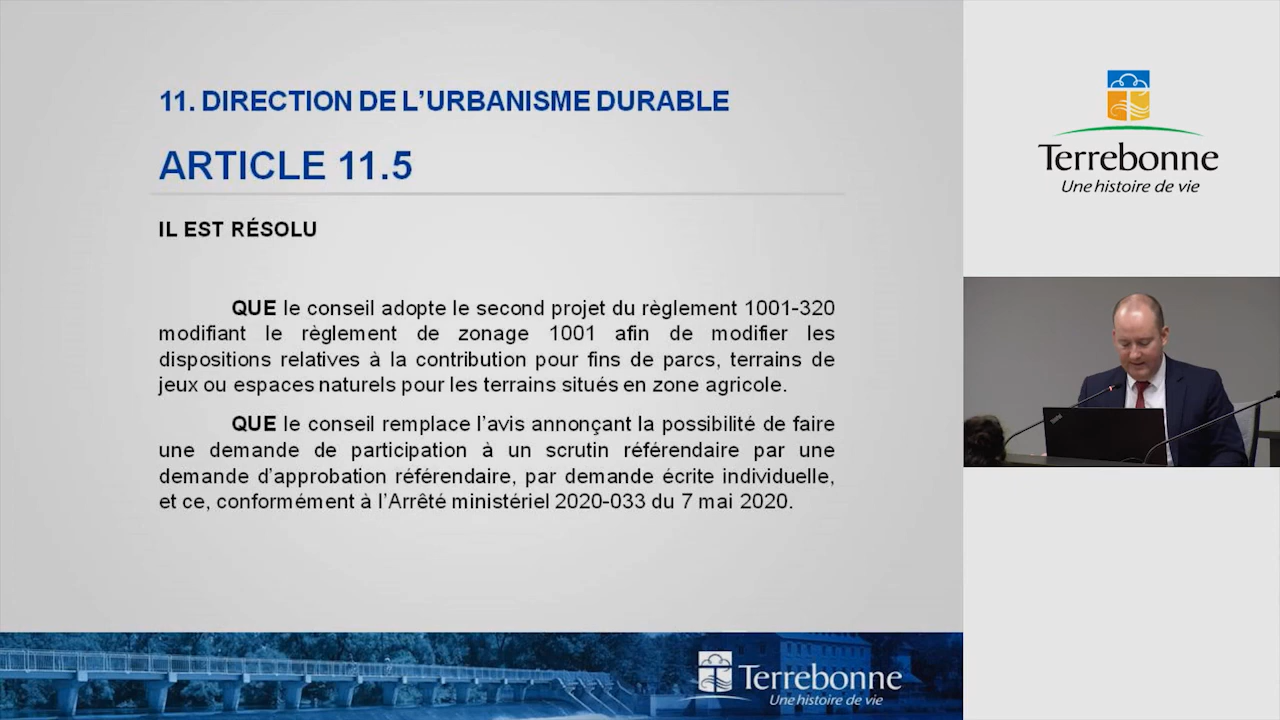 11. DIRECTION DE L'URBANISME DURABLE
ARTICLE 11.5
IL EST RÉSOLU
QUE le conseil adopte le second projet du règlement 1001-320
modifiant le règlement de zonage 1001 afin de modifier les
dispositions relatives à la contribution pour fins de parcs, terrains de
jeux ou espaces naturels pour les terrains situés en zone agricole.
QUE le conseil remplace l'avis annonçant la possibilité de faire
une demande de participation à un scrutin référendaire par une
demande d'approbation référendaire, par demande écrite individuelle,
et ce, conformément à l'Arrêté ministériel 2020-033 du 7 mai 2020.
Terrebonne
Une histoire de vie
Terrebonne
Une histoire de vie